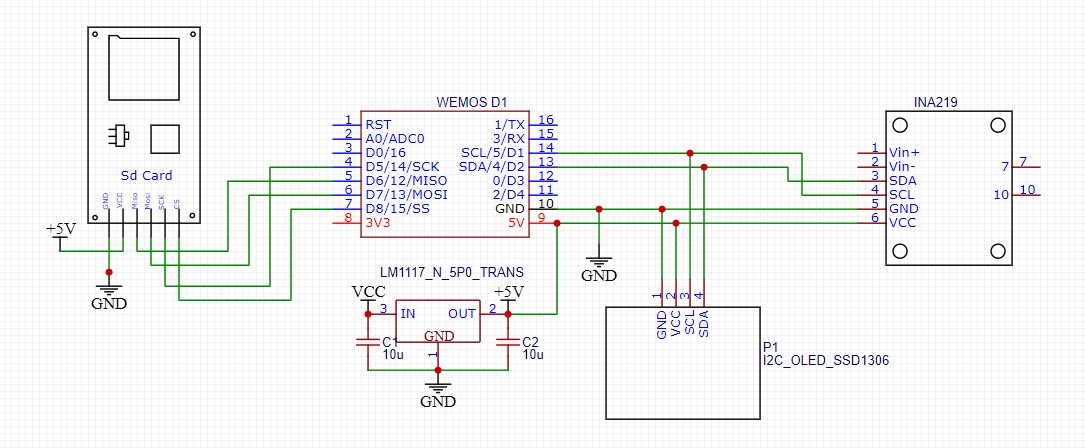 Sd Card
GND
VCC
Miso
Mosi
SCK
CS
+5V
GND
WEMOS D1
1 RST
2 A0/ADC0
3 D0/16
4 D5/14/SCK
5 D6/12/MISO
6 D7/13/MOSI
7 D8/15/SS
8 3V3
1/TX 16
3/RX 15
SCL/5/D1 14
SDA/4/D2 13
0/D3 12
2/D4 11
GND 10
5V 9
GND
LM1117_N_5P0_TRANS
VCC
+5V
3 IN
OUT 2
GND
1
C1
10u
C2
10u
GND
INA219
1 Vin+
2 Vin-
3 SDA
4 SCL
5 GND
6 VCC
7 7
10 10
1 GND
2 VCC
3 SCL
4 SDA
P1
I2C_OLED_SSD1306